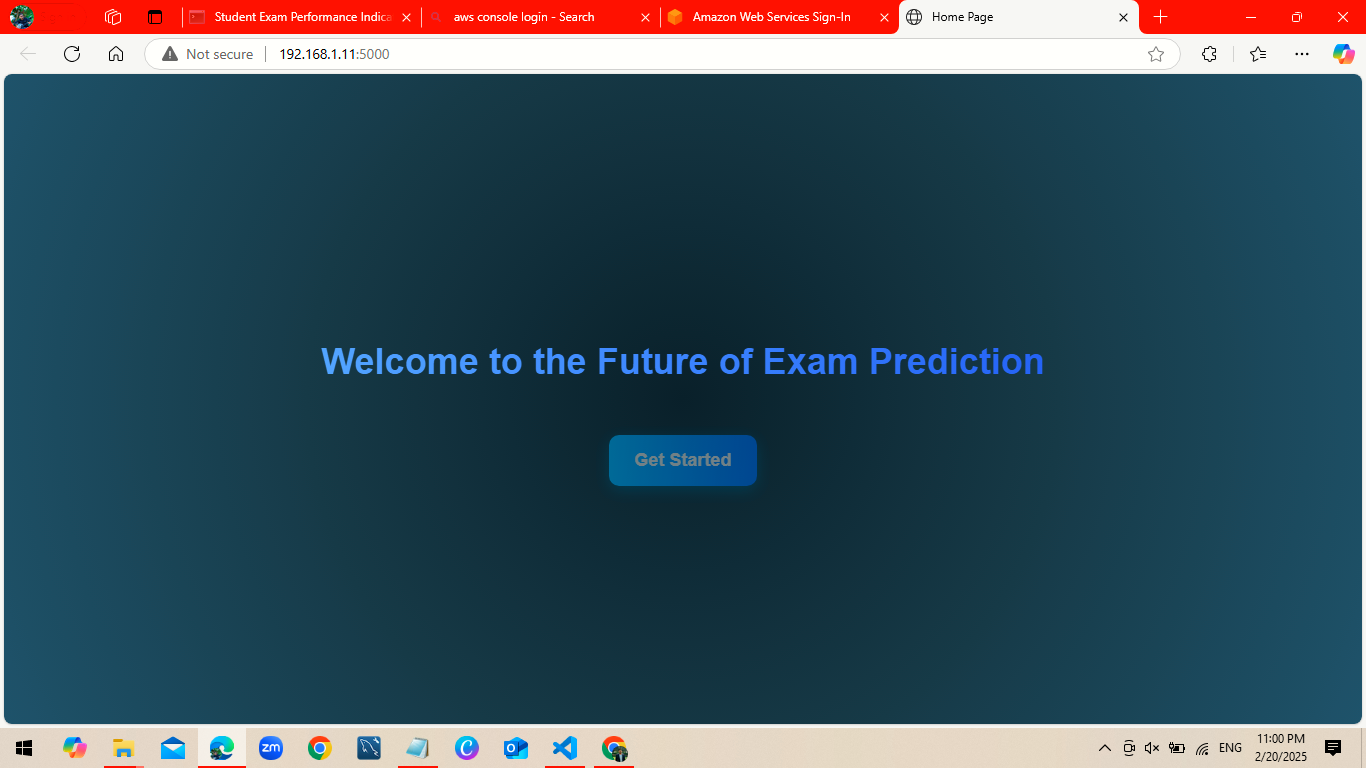 Student Exam Performance Indica
aws console login - Search
Amazon Web Services Sign-In
Home Page
Not secure
192.168.1.11:5000
Welcome to the Future of Exam Prediction
Get Started
zm
ENG
11:00 PM
2/20/2025